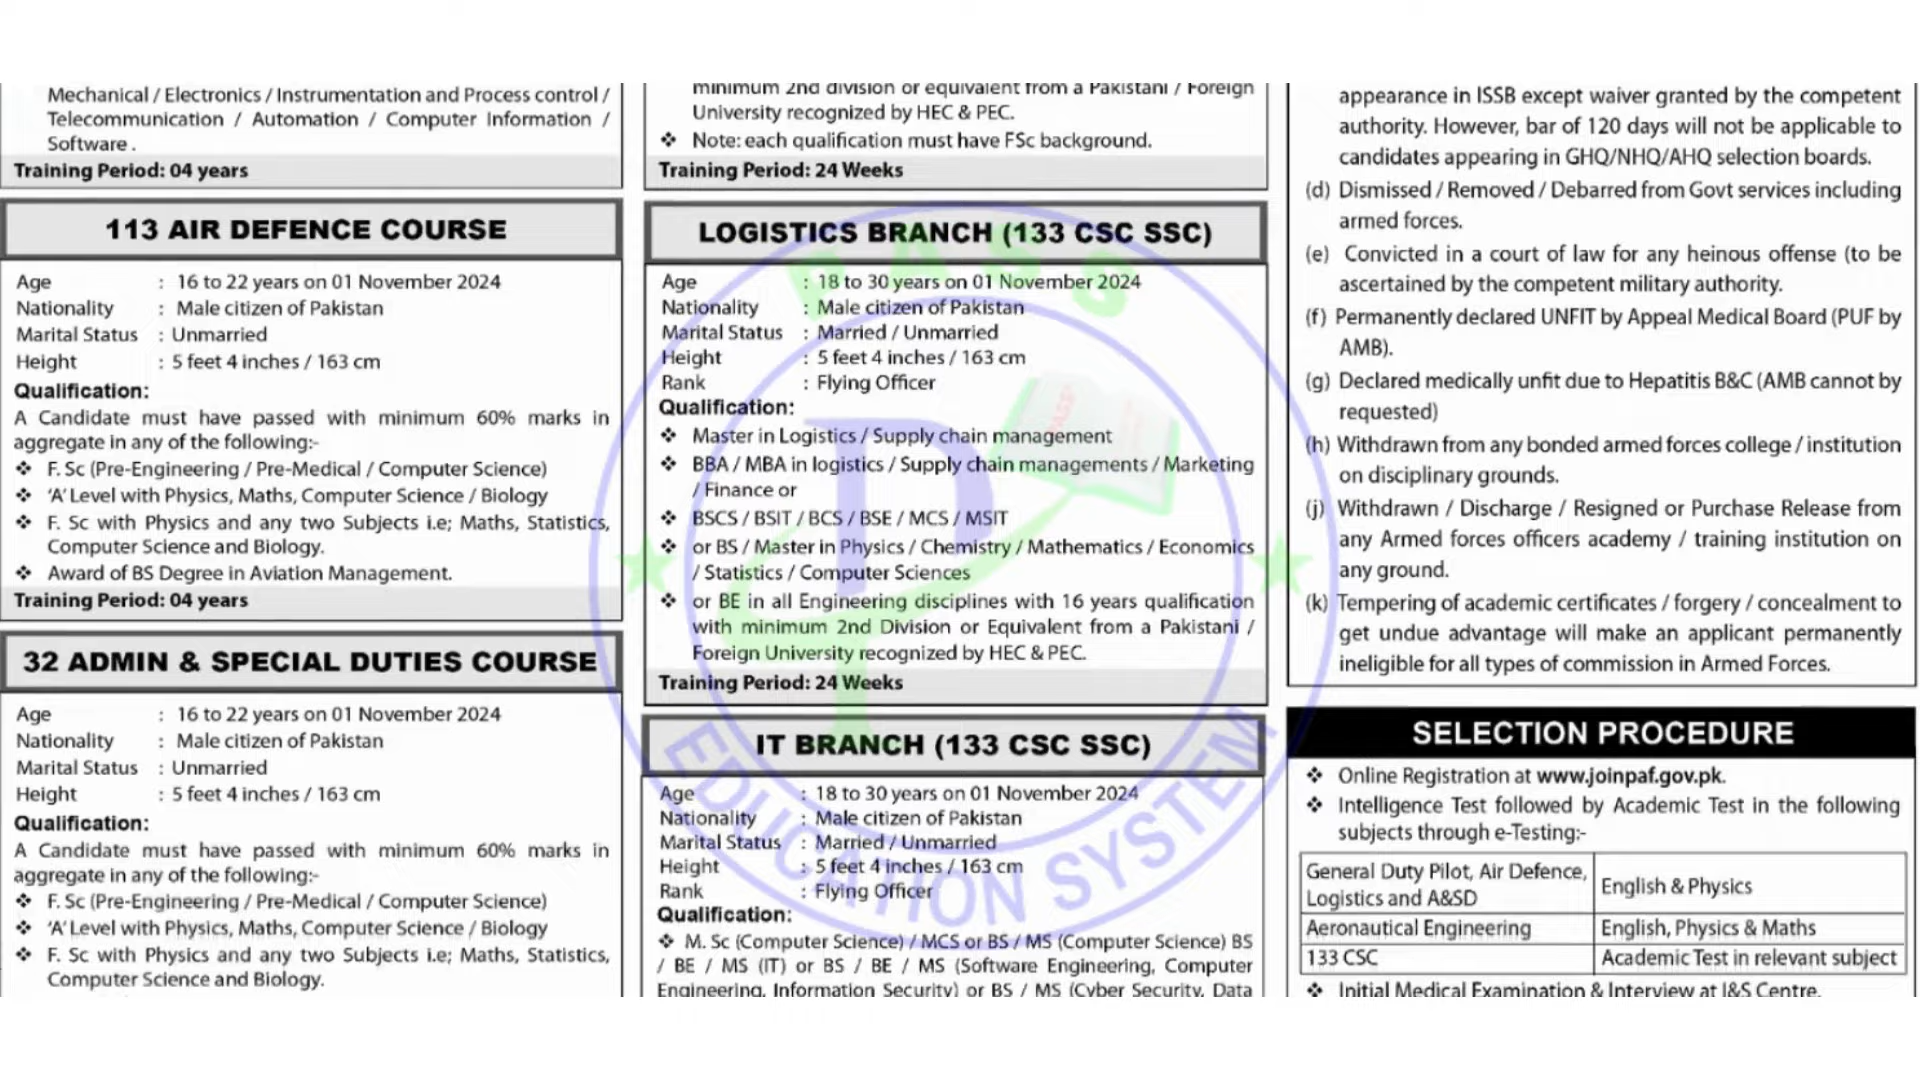 Mechanical / Electronics / Instrumentation and Process control /
Telecommunication / Automation / Computer Information /
Software .
Training Period: 04 years
113 AIR DEFENCE COURSE
Age : 16 to 22 years on 01 November 2024
Nationality : Male citizen of Pakistan
Marital Status : Unmarried
Height : 5 feet 4 inches / 163 cm
Qualification:
A Candidate must have passed with minimum 60% marks in
aggregate in any of the following:-
❖ F. Sc (Pre-Engineering / Pre-Medical / Computer Science)
❖ ‘A’ Level with Physics, Maths, Computer Science / Biology
❖ F. Sc with Physics and any two Subjects i.e; Maths, Statistics,
Computer Science and Biology.
❖ Award of BS Degree in Aviation Management.
Training Period: 04 years
32 ADMIN & SPECIAL DUTIES COURSE
Age : 16 to 22 years on 01 November 2024
Nationality : Male citizen of Pakistan
Marital Status : Unmarried
Height : 5 feet 4 inches / 163 cm
Qualification:
A Candidate must have passed with minimum 60% marks in
aggregate in any of the following:-
❖ F. Sc (Pre-Engineering / Pre-Medical / Computer Science)
❖ ‘A’ Level with Physics, Maths, Computer Science / Biology
❖ F. Sc with Physics and any two Subjects i.e; Maths, Statistics,
Computer Science and Biology.
minimum 2nd division or equivalent from a Pakistani / Foreign
University recognized by HEC & PEC.
❖ Note: each qualification must have FSc background.
Training Period: 24 Weeks
LOGISTICS BRANCH (133 CSC SSC)
Age : 18 to 30 years on 01 November 2024
Nationality : Male citizen of Pakistan
Marital Status : Married / Unmarried
Height : 5 feet 4 inches / 163 cm
Rank : Flying Officer
Qualification:
❖ Master in Logistics / Supply chain management
❖ BBA / MBA in logistics / Supply chain managements / Marketing
/ Finance or
❖ BSCS / BSIT / BCS / BSE / MCS / MSIT
❖ or BS / Master in Physics / Chemistry / Mathematics / Economics
/ Statistics / Computer Sciences
❖ or BE in all Engineering disciplines with 16 years qualification
with minimum 2nd Division or Equivalent from a Pakistani /
Foreign University recognized by HEC & PEC.
Training Period: 24 Weeks
IT BRANCH (133 CSC SSC)
Age : 18 to 30 years on 01 November 2024
Nationality : Male citizen of Pakistan
Marital Status : Married / Unmarried
Height : 5 feet 4 inches / 163 cm
Rank : Flying Officer
Qualification:
❖ M. Sc (Computer Science) / MCS or BS / MS (Computer Science) BS
/ BE / MS (IT) or BS / BE / MS (Software Engineering, Computer
Engineering, Information Security) or BS / MS (Cyber Security, Data
appearance in ISSB except waiver granted by the competent
authority. However, bar of 120 days will not be applicable to
candidates appearing in GHQ/NHQ/AHQ selection boards.
(d) Dismissed / Removed / Debarred from Govt services including
armed forces.
(e) Convicted in a court of law for any heinous offense (to be
ascertained by the competent military authority.
(f) Permanently declared UNFIT by Appeal Medical Board (PUF by
AMB).
(g) Declared medically unfit due to Hepatitis B&C (AMB cannot by
requested)
(h) Withdrawn from any bonded armed forces college / institution
on disciplinary grounds.
(j) Withdrawn / Discharge / Resigned or Purchase Release from
any Armed forces officers academy / training institution on
any ground.
(k) Tempering of academic certificates / forgery / concealment to
get undue advantage will make an applicant permanently
ineligible for all types of commission in Armed Forces.
SELECTION PROCEDURE
❖ Online Registration at www.joinpaf.gov.pk.
❖ Intelligence Test followed by Academic Test in the following
subjects through e-Testing:-
General Duty Pilot, Air Defence,
Logistics and A&SD
English & Physics
Aeronautical Engineering English, Physics & Maths
133 CSC Academic Test in relevant subject
❖ Initial Medical Examination & Interview at I&S Centre.
PASS
EDUCATION SYSTEM